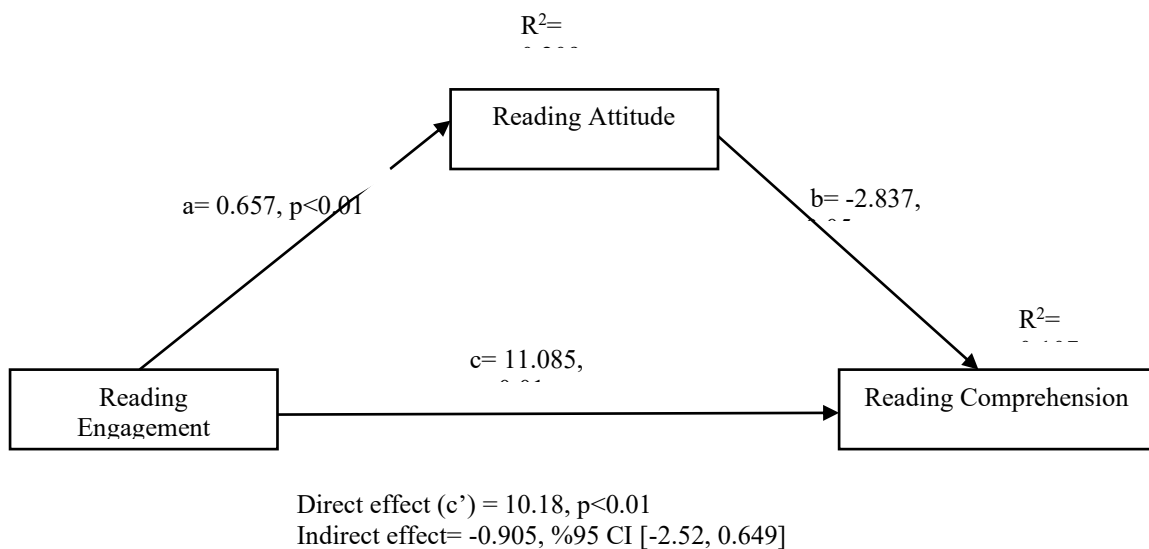 R²=
Reading Attitude
a= 0.657, p<0.01
b= -2.837,
R²=
c= 11.085,
Reading
Engagement
Reading Comprehension
Direct effect (c’) = 10.18, p<0.01
Indirect effect= -0.905, %95 CI [-2.52, 0.649]